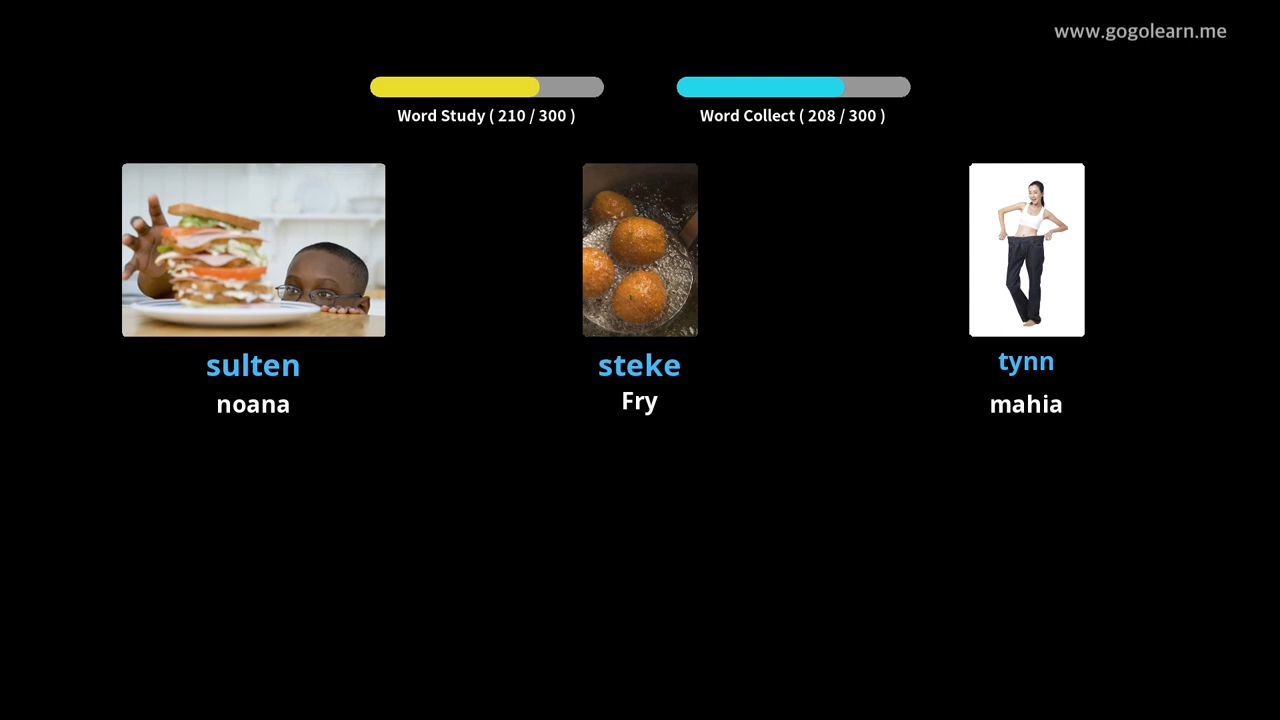 www.gogolearn.me
Word Study ( 210 / 300 )
Word Collect ( 208 / 300 )
sulten
noana
steke
Fry
tynn
mahia